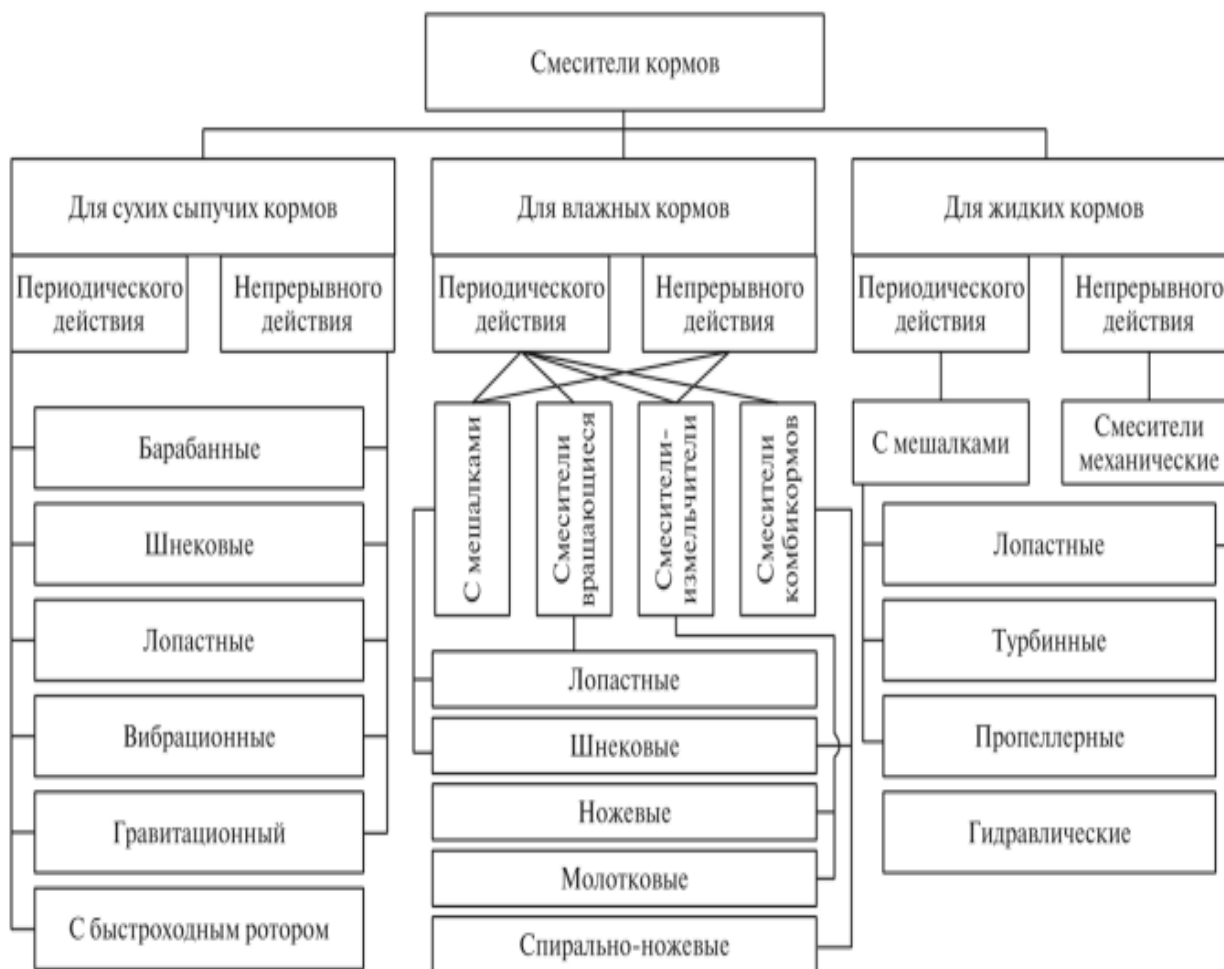 Смесители кормов
Для сухих сыпучих кормов
Для влажных кормов
Для жидких кормов
Периодического
действия
Непрерывного
действия
Периодического
действия
Непрерывного
действия
Периодического
действия
Непрерывного
действия
Барабанные
Шнековые
Лопастные
Вибрационные
Гравитационный
С быстроходным ротором
С мешалками
Смесители
вращающиеся
Смесители-
измельчители
Смесители
комбикормов
Лопастные
Шнековые
Ножевые
Молотковые
Спирально-ножевые
С мешалками
Смесители
механические
Лопастные
Турбинные
Пропеллерные
Гидравлические